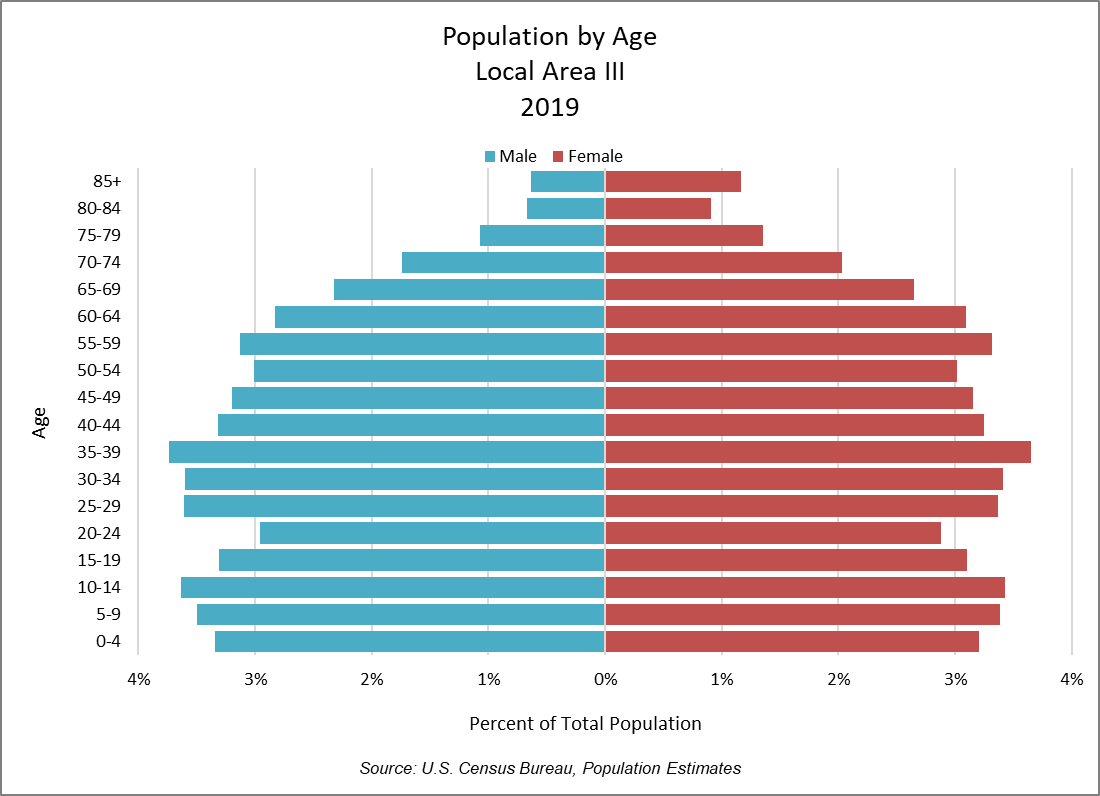 Population by Age
Local Area III
2019
Male Female
85+
80-84
75-79
70-74
65-69
60-64
55-59
50-54
45-49
Age
40-44
35-39
30-34
25-29
20-24
15-19
10-14
5-9
0-4
4% 3% 2% 1% 0% 1% 2% 3% 4%
Percent of Total Population
Source: U.S. Census Bureau, Population Estimates